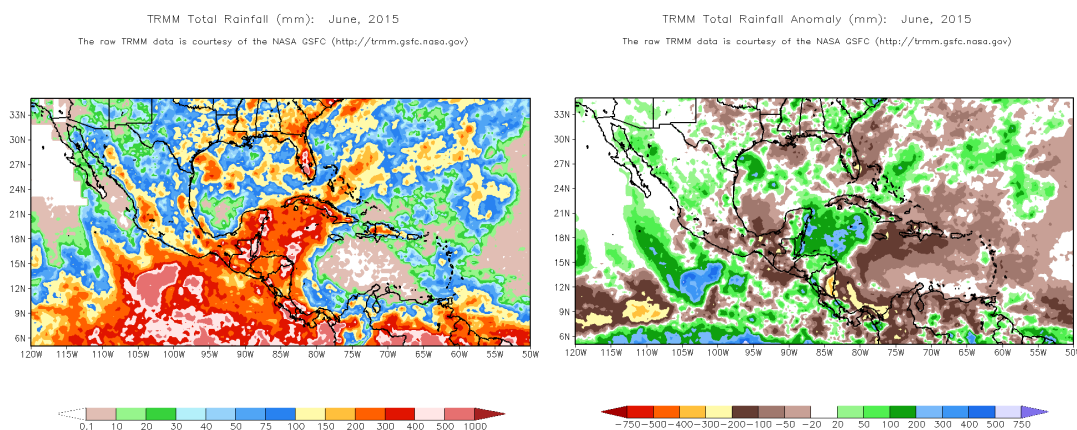 TRMM Total Rainfall (mm):  June, 2015
The raw TRMM data is courtesy of the NASA GSFC (http://trmm.gsfc.nasa.gov)
33N
30N
27N
24N
21N
18N
15N
12N
9N
6N
120W 115W 110W 105W 100W 95W 90W 85W 80W 75W 70W 65W 60W 55W 50W
0.1 10 20 30 40 50 75 100 150 200 300 400 500 1000
TRMM Total Rainfall Anomaly (mm):  June, 2015
The raw TRMM data is courtesy of the NASA GSFC (http://trmm.gsfc.nasa.gov)
33N
30N
27N
24N
21N
18N
15N
12N
9N
6N
120W 115W 110W 105W 100W 95W 90W 85W 80W 75W 70W 65W 60W 55W 50
-750 -500 -400 -300 -200 -100 -50 -20 20 50 100 200 300 400 500 750